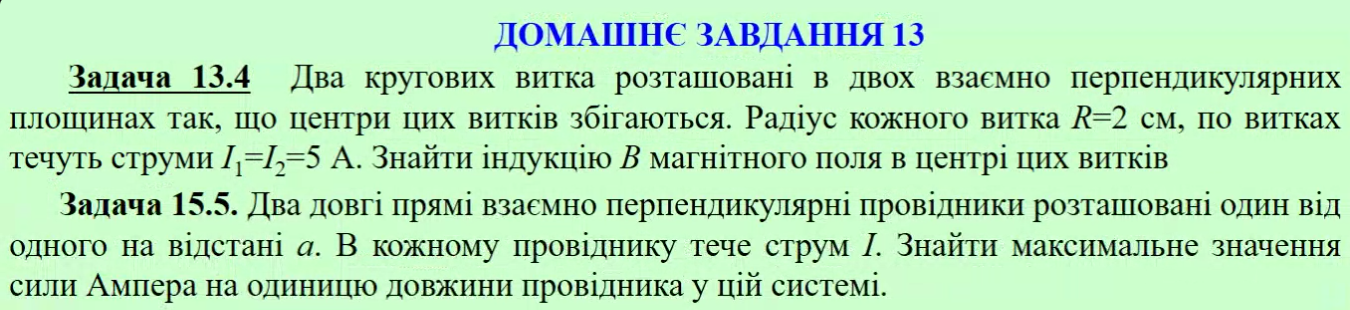 ДОМАШНЄ ЗАВДАННЯ 13
Задача 13.4 Два кругових витка розташовані в двох взаємно перпендикулярних
площинах так, що центри цих витків збігаються. Радіус кожного витка R=2 см, по витках
течуть струми I₁=I₂=5 А. Знайти індукцію B магнітного поля в центрі цих витків
Задача 15.5. Два довгі прямі взаємно перпендикулярні провідники розташовані один від
одного на відстані a. В кожному провіднику тече струм I. Знайти максимальне значення
сили Ампера на одиницю довжини провідника у цій системі.